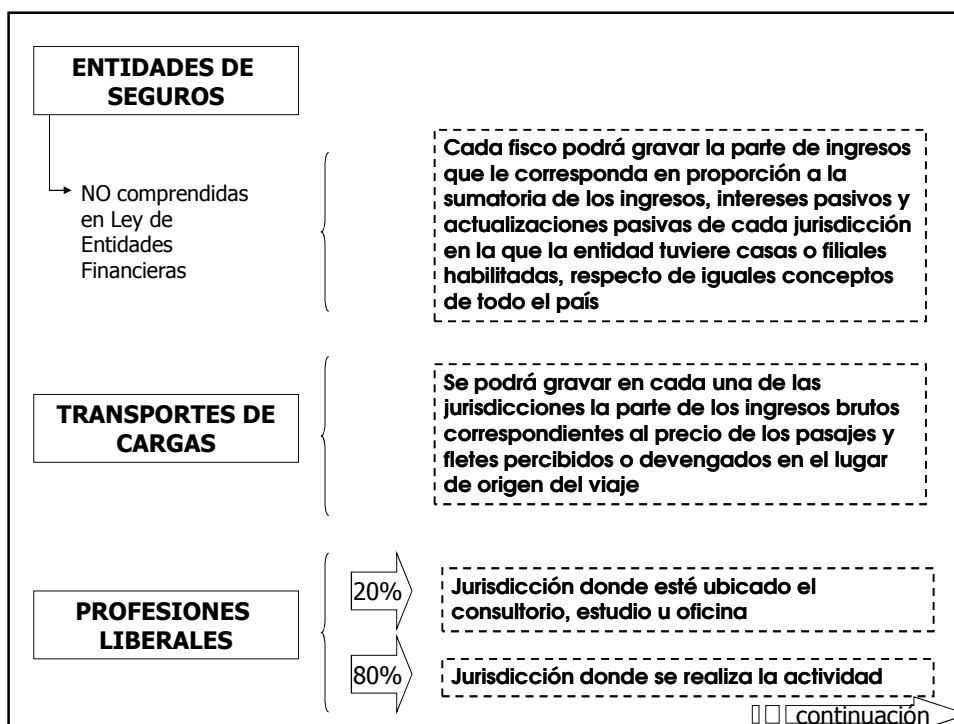 ENTIDADES DE
SEGUROS
NO comprendidas
en Ley de
Entidades
Financieras
Cada fisco podrá gravar la parte de ingresos
que le corresponda en proporción a la
sumatoria de los ingresos, intereses pasivos y
actualizaciones pasivas de cada jurisdicción
en la que la entidad tuviere casas o filiales
habilitadas, respecto de iguales conceptos
de todo el país
TRANSPORTES DE
CARGAS
Se podrá gravar en cada una de las
jurisdicciones la parte de los ingresos brutos
correspondientes al precio de los pasajes y
fletes percibidos o devengados en el lugar
de origen del viaje
PROFESIONES
LIBERALES
20%
Jurisdicción donde esté ubicado el
consultorio, estudio u oficina
80%
Jurisdicción donde se realiza la actividad
continuación